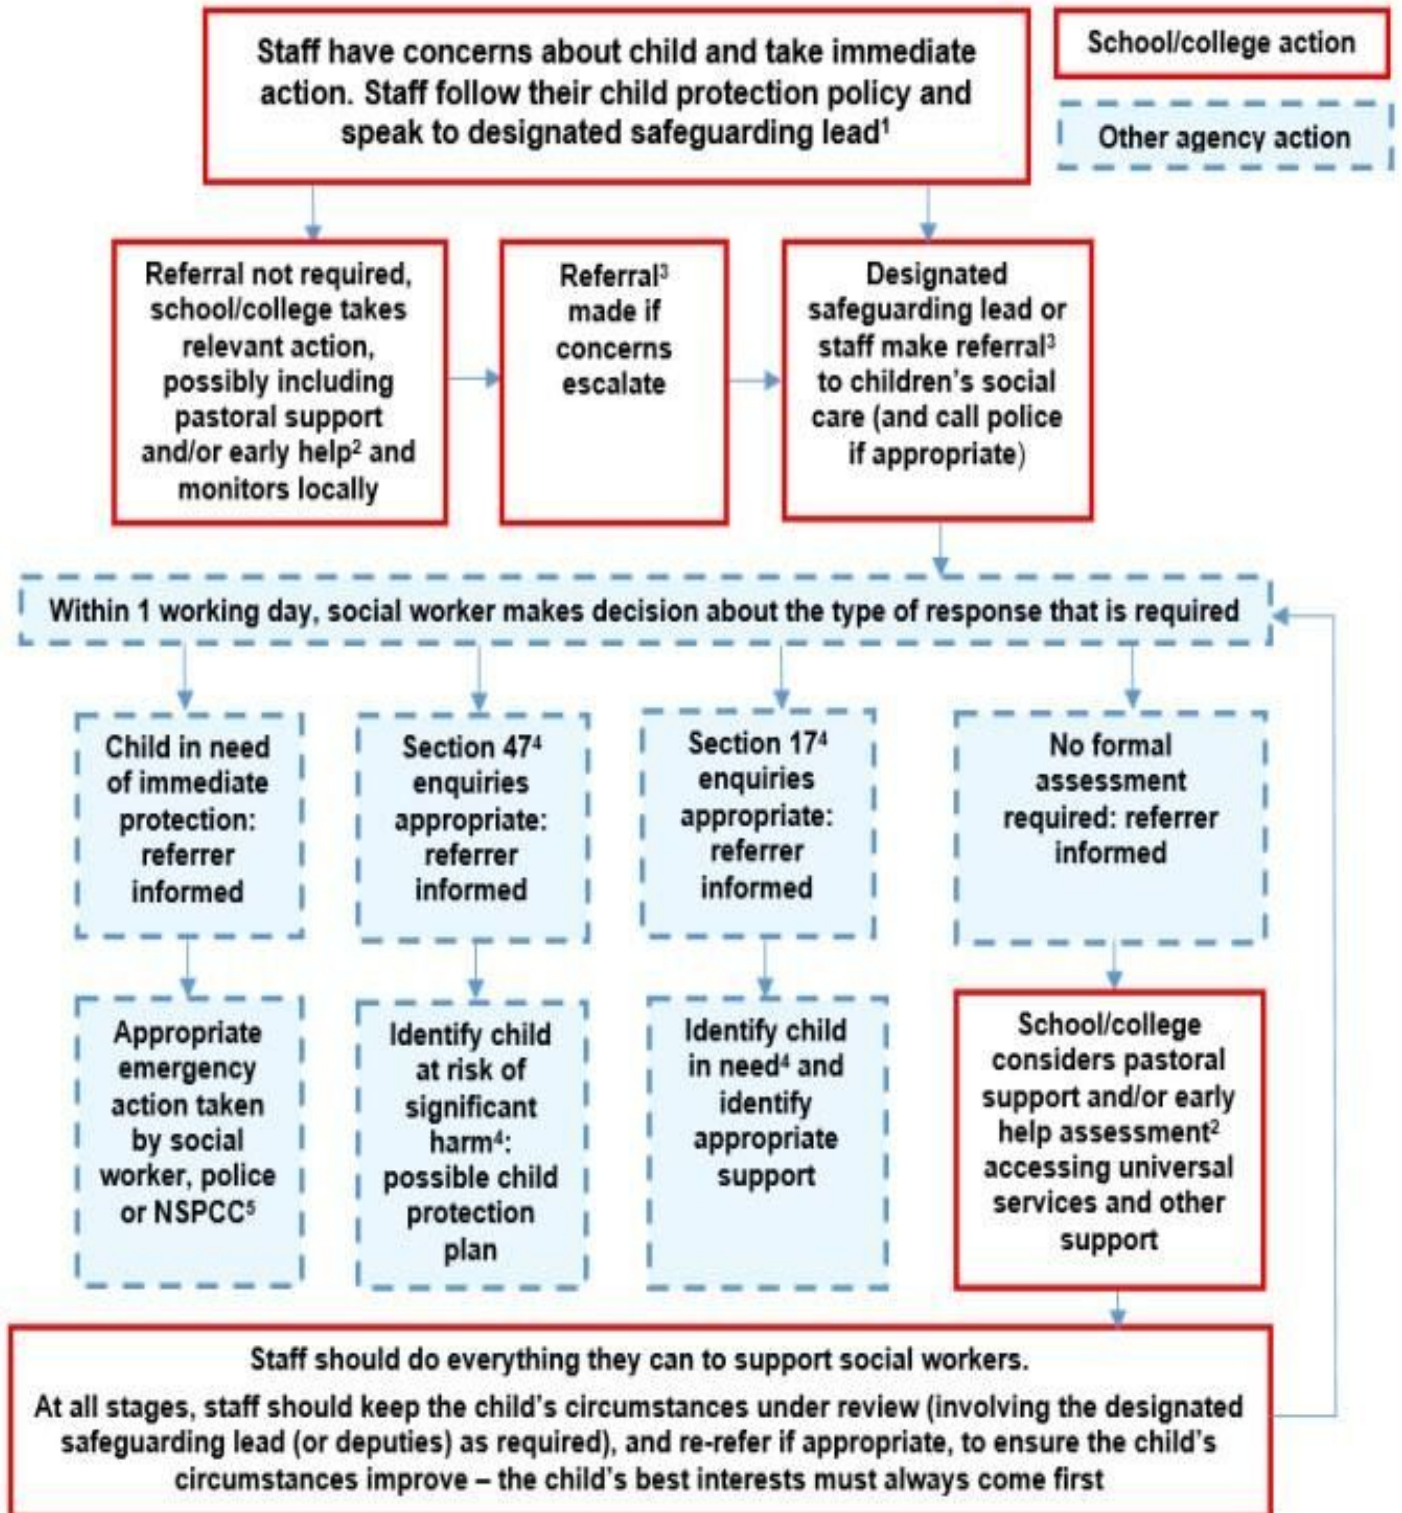 Staff have concerns about child and take immediate
action. Staff follow their child protection policy and
speak to designated safeguarding lead¹
School/college action
Other agency action
Referral not required,
school/college takes
relevant action,
possibly including
pastoral support
and/or early help² and
monitors locally
Referral³
made if
concerns
escalate
Designated
safeguarding lead or
staff make referral³
to children's social
care (and call police
if appropriate)
Within 1 working day, social worker makes decision about the type of response that is required
Child in need
of immediate
protection:
referrer
informed
Section 47⁴
enquiries
appropriate:
referrer
informed
Section 17⁴
enquiries
appropriate:
referrer
informed
No formal
assessment
required: referrer
informed
Appropriate
emergency
action taken
by social
worker, police
or NSPCC⁵
Identify child
at risk of
significant
harm⁴:
possible child
protection
plan
Identify child
in need⁴ and
identify
appropriate
support
School/college
considers pastoral
support and/or early
help assessment²
accessing universal
services and other
support
Staff should do everything they can to support social workers.
At all stages, staff should keep the child's circumstances under review (involving the designated
safeguarding lead (or deputies) as required), and re-refer if appropriate, to ensure the child's
circumstances improve – the child's best interests must always come first